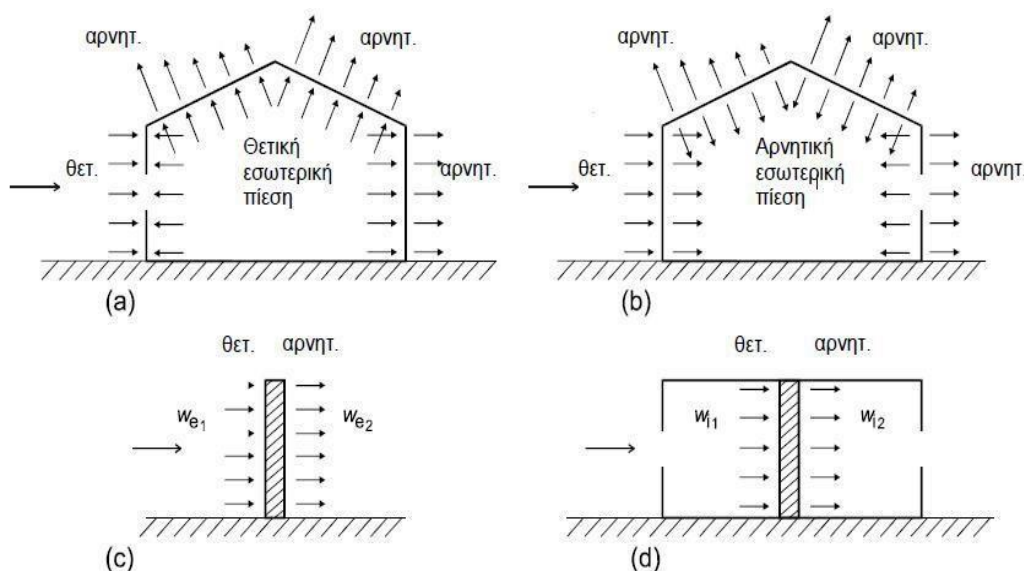 αρνητ.
αρνητ.
θετ.
Θετική
εσωτερική
πίεση
αρνητ.
(a)
αρνητ.
αρνητ.
θετ.
Αρνητική
εσωτερική
πίεση
αρνητ.
(b)
θετ. αρνητ.
we1
we2
(c)
θετ. αρνητ.
wi1
wi2
(d)